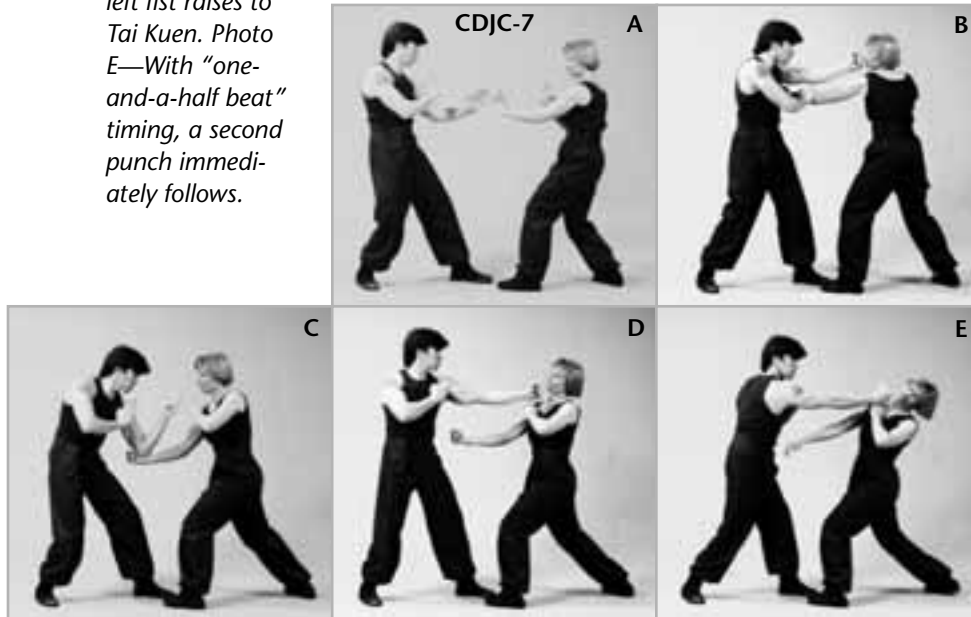 left fist raises to
Tai Kuen. Photo
E—With “one-
and-a-half beat”
timing, a second
punch immedi-
ately follows.
CDJC-7
A
B
C
D
E